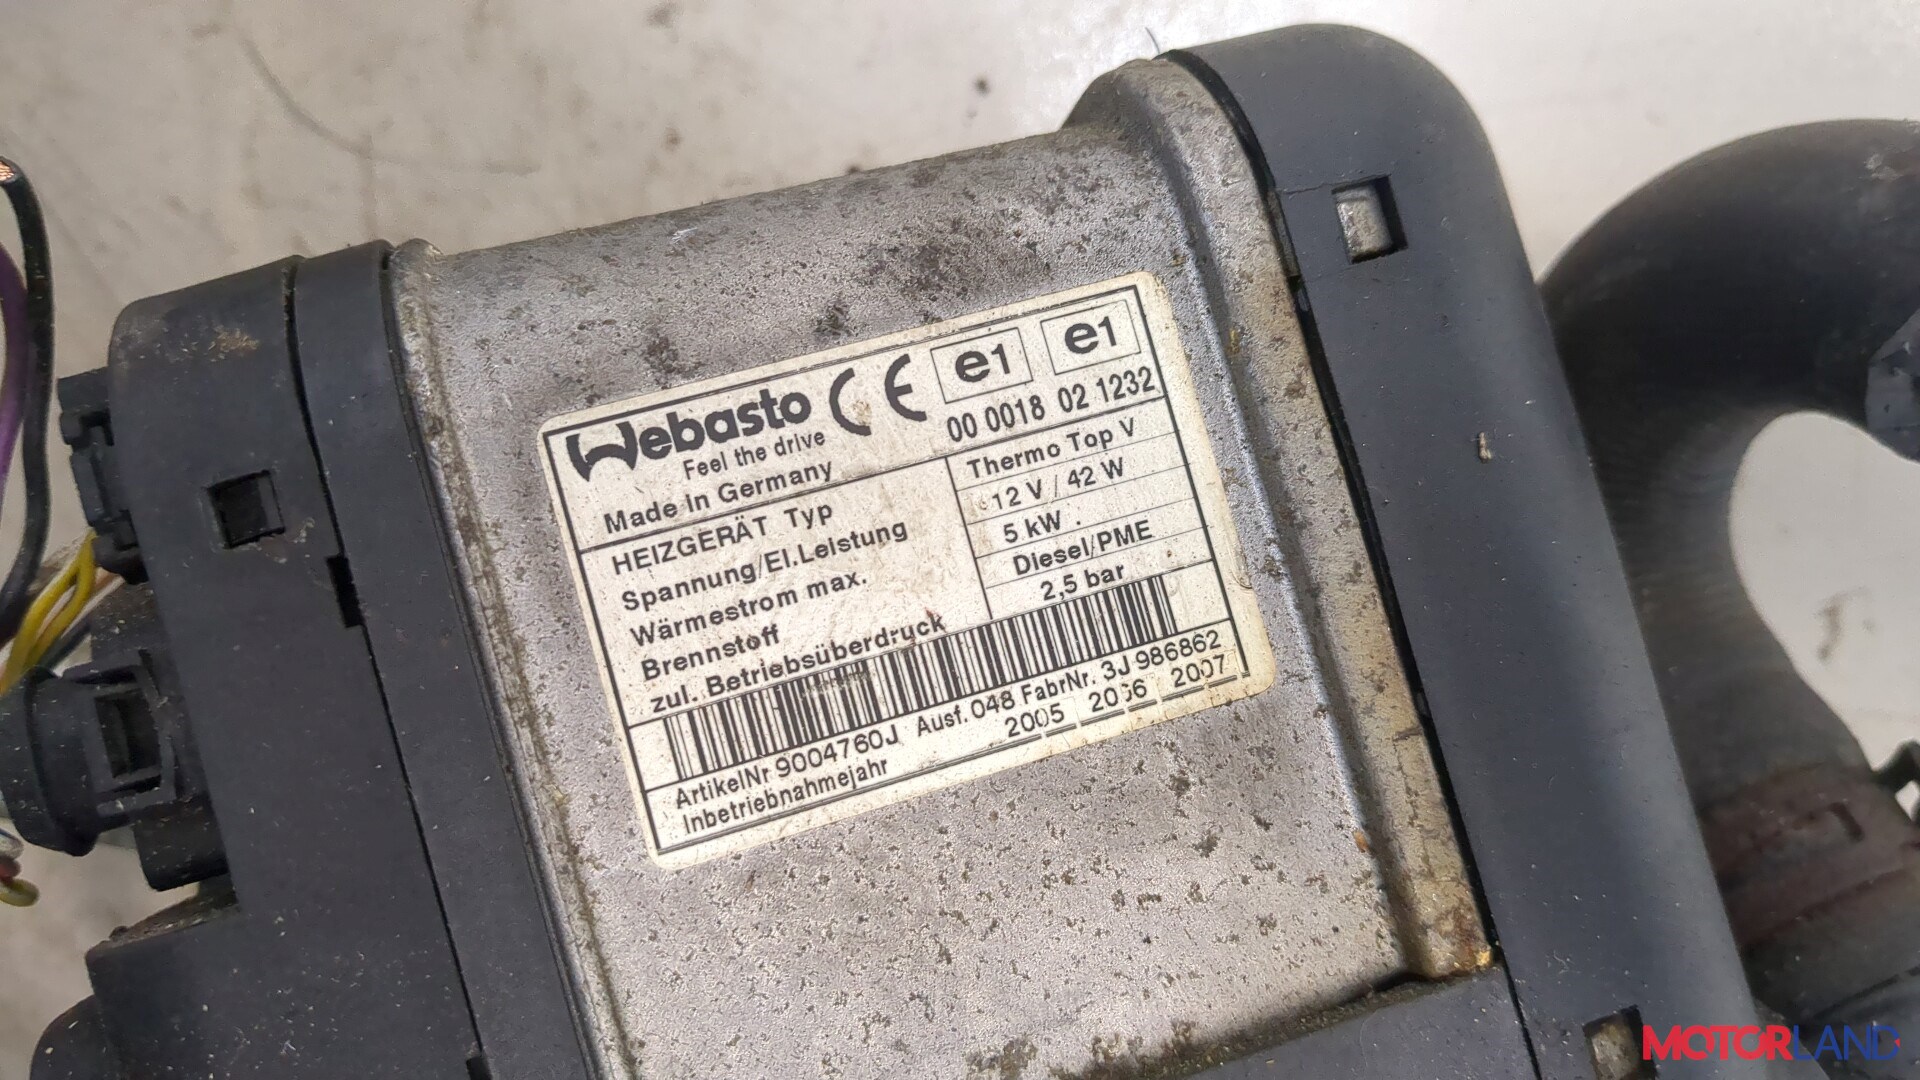 Webasto CE e1 e1
Feel the drive
00 0018 02 1232
Made in Germany
HEIZGERÄT Typ Thermo Top V
Spannung/El.Leistung 12 V / 42 W
Wärmestrom max. 5 kW
Brennstoff Diesel/PME
zul. Betriebsüberdruck 2,5 bar
ArtikelNr 9004760J Ausf. 048 FabrNr. 3J986862
Inbetriebnahmejahr 2005 2006 2007
MOTORLAND